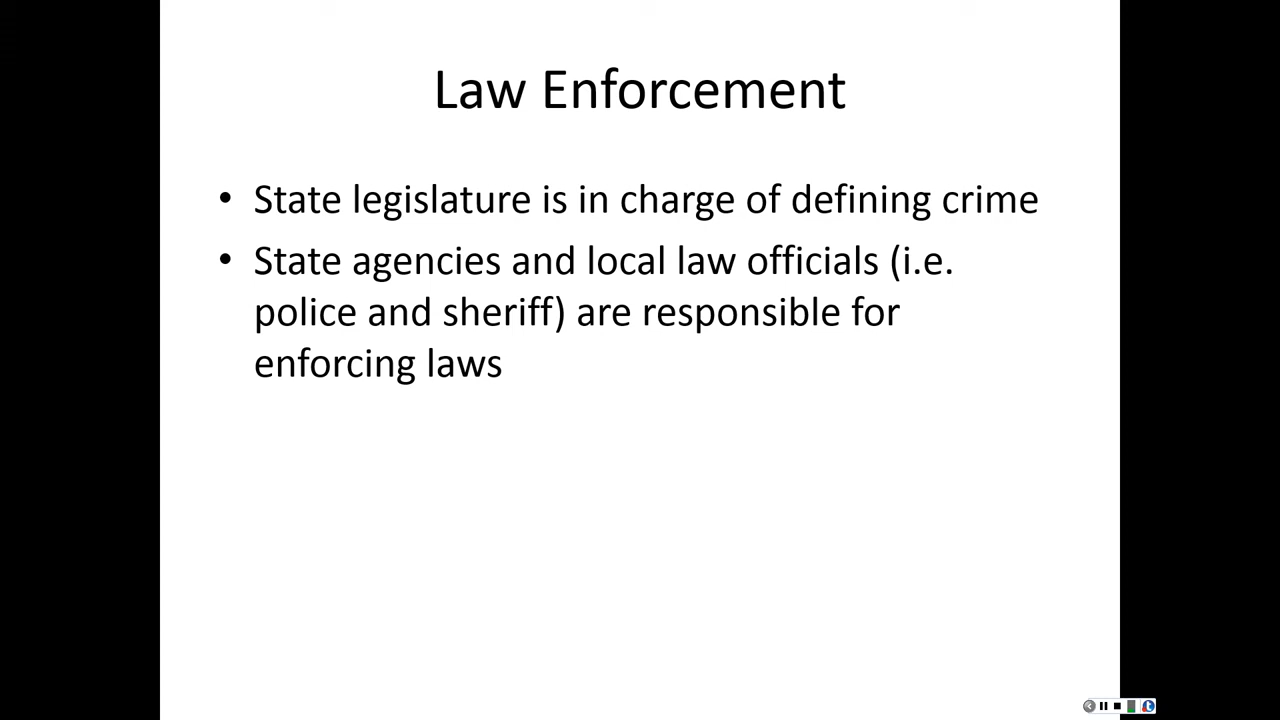 Law Enforcement
• State legislature is in charge of defining crime
• State agencies and local law officials (i.e.
police and sheriff) are responsible for
enforcing laws